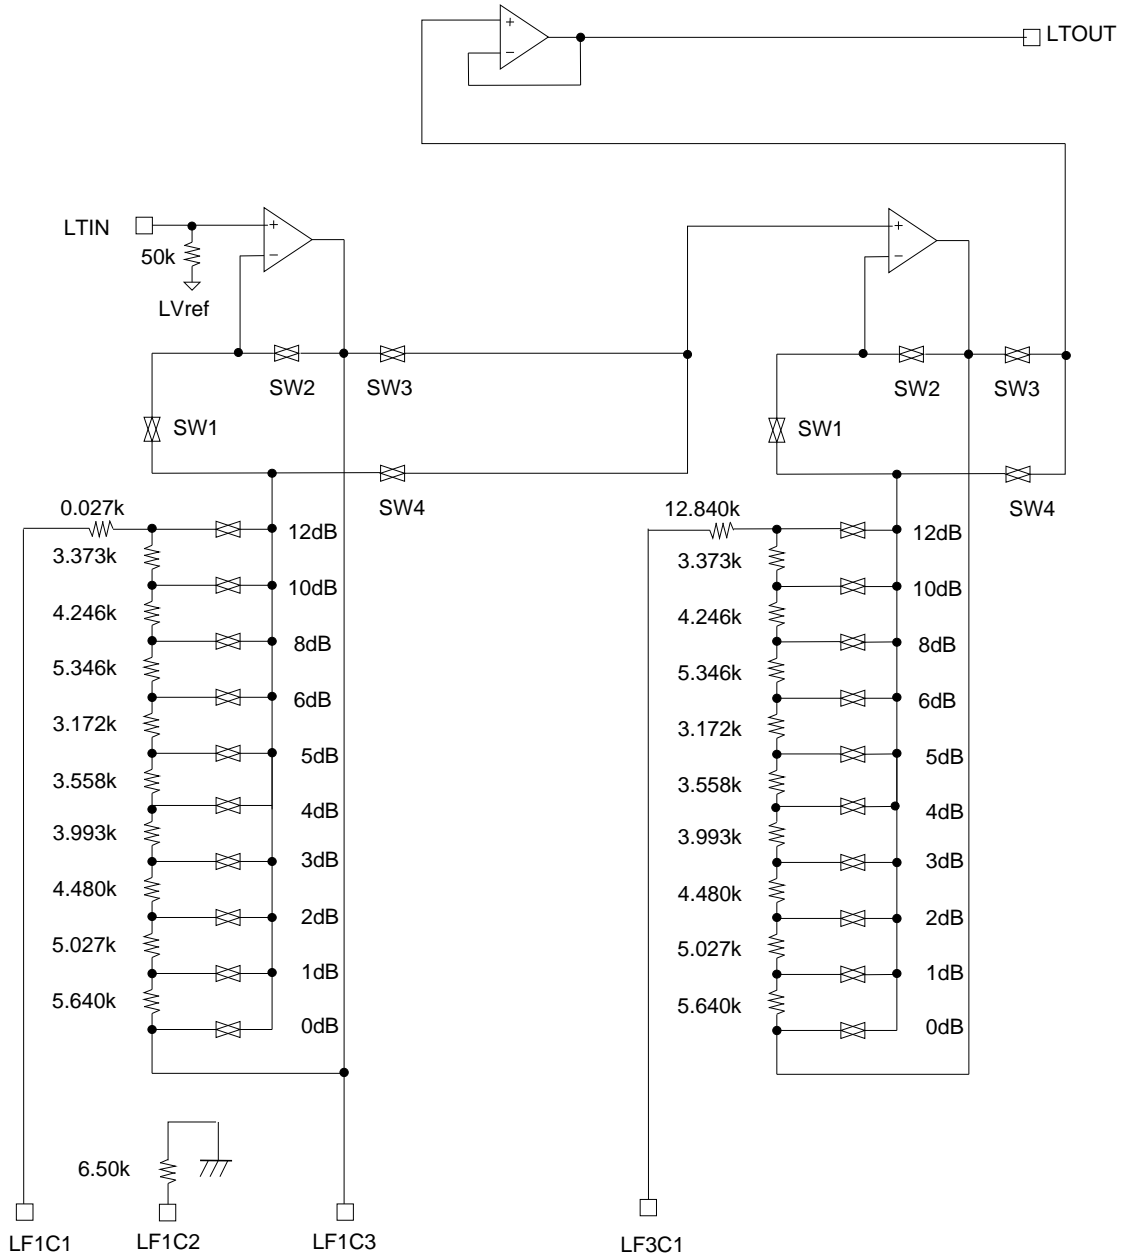 LTOUT
+
−
LTIN
+
−
50k
LVref
+
−
SW2
SW3
SW1
SW4
SW2
SW3
SW1
SW4
0.027k
12dB
3.373k
10dB
4.246k
8dB
5.346k
6dB
3.172k
5dB
3.558k
4dB
3.993k
3dB
4.480k
2dB
5.027k
1dB
5.640k
0dB
12.840k
12dB
3.373k
10dB
4.246k
8dB
5.346k
6dB
3.172k
5dB
3.558k
4dB
3.993k
3dB
4.480k
2dB
5.027k
1dB
5.640k
0dB
6.50k
LF1C1
LF1C2
LF1C3
LF3C1